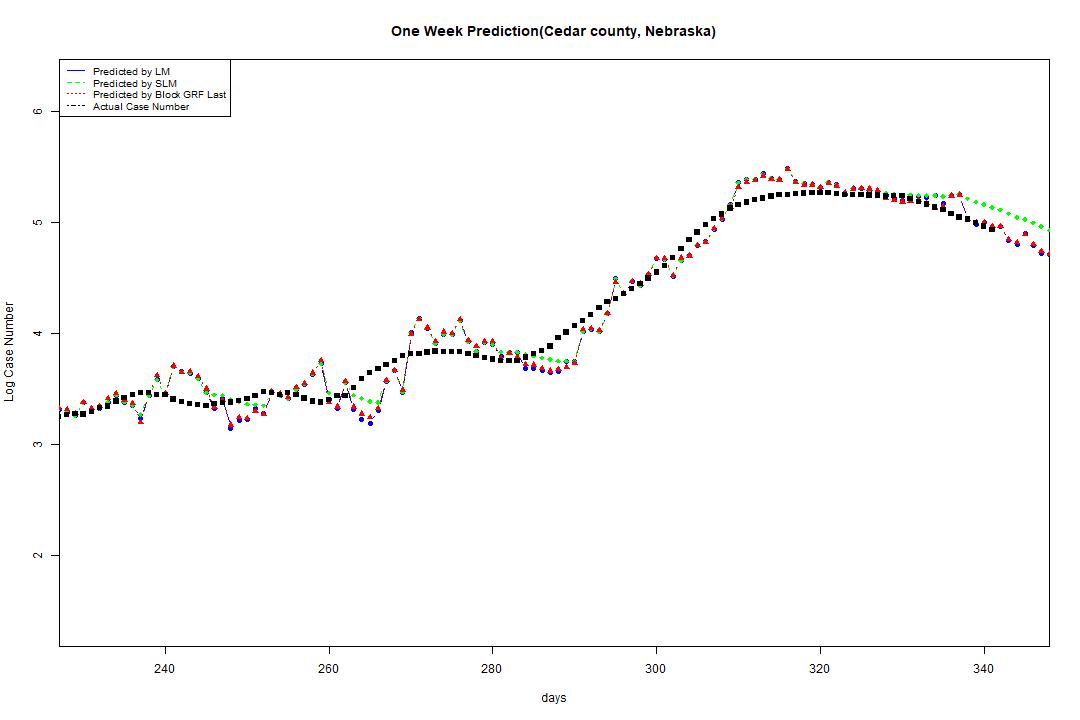 One Week Prediction(Cedar county, Nebraska)
Predicted by LM
Predicted by SLM
Predicted by Block GRF Last
Actual Case Number
6
5
4
3
2
Log Case Number
240 260 280 300 320 340
days